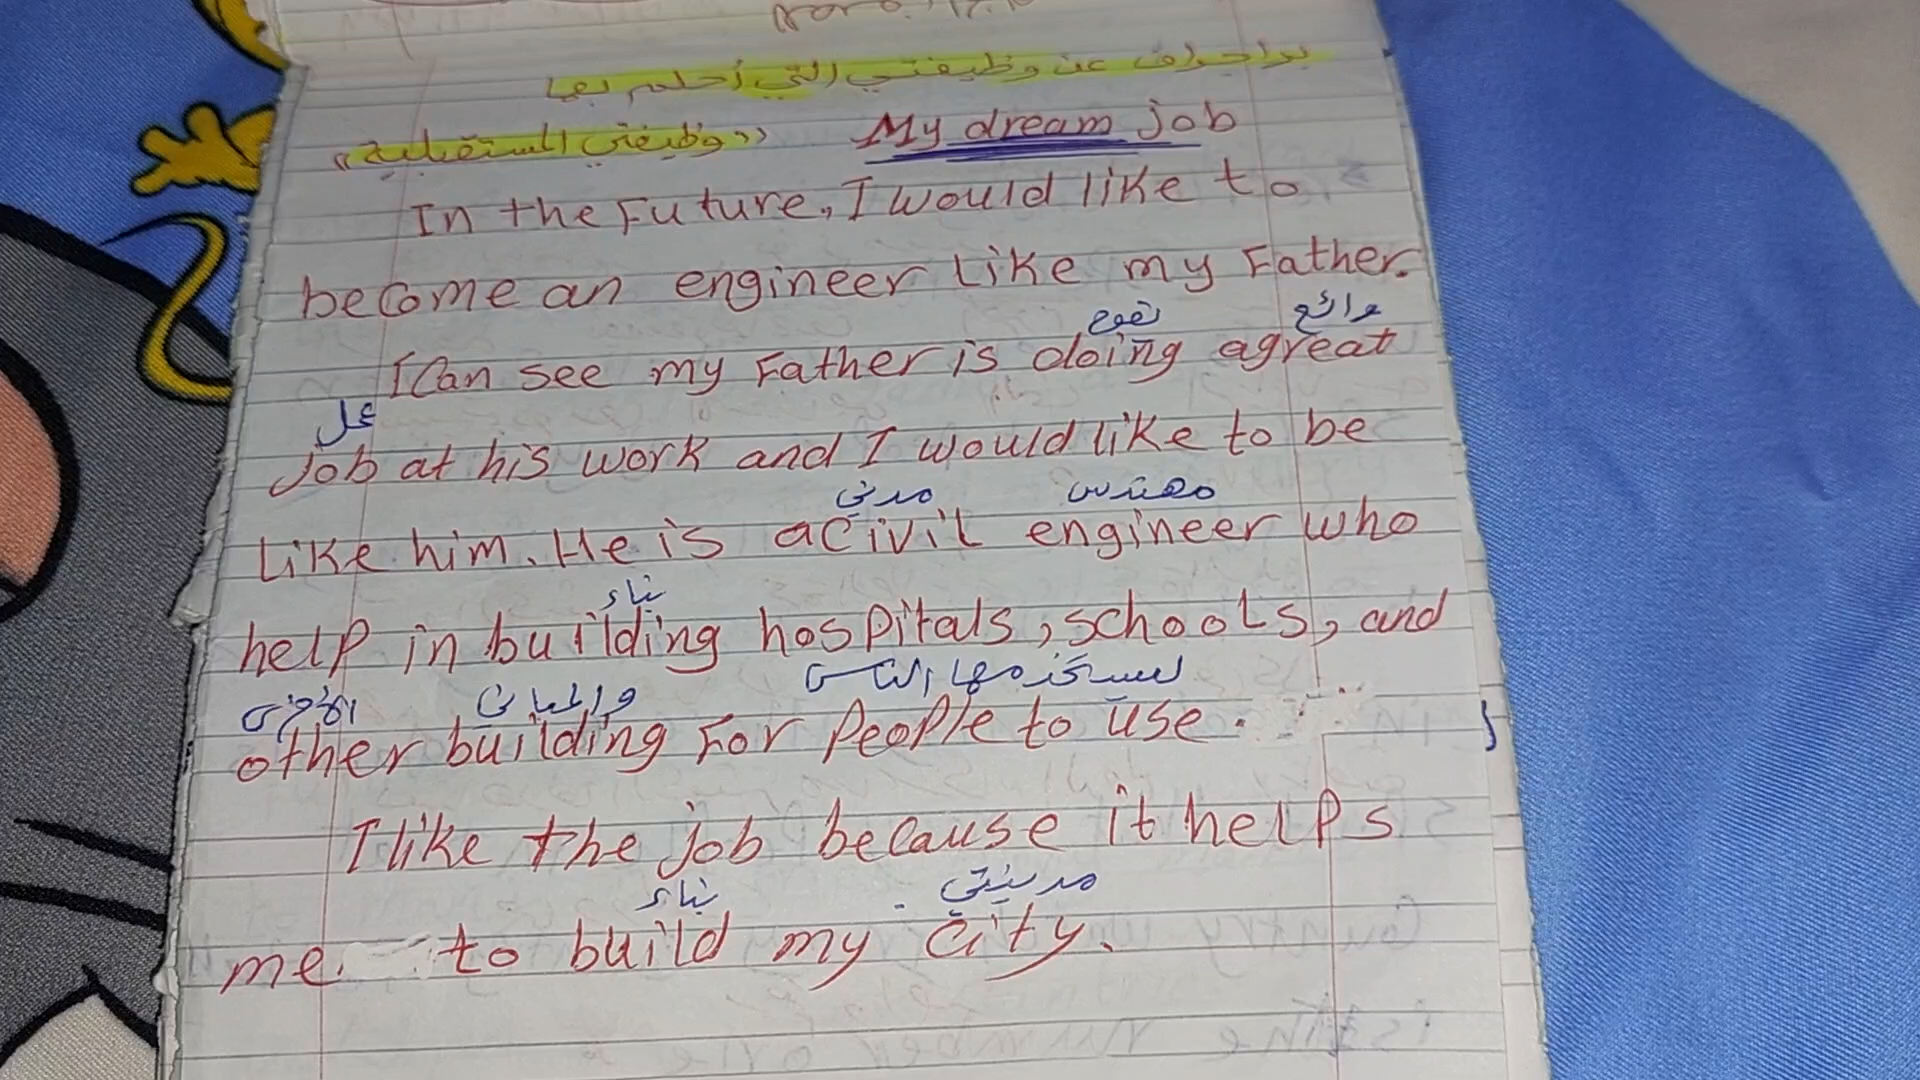 براجراف عن وظيفتي التي أحلم بها
«وظيفتي المستقبلية» My dream job
In the Future, I would like to
become an engineer like my Father.
تقوم رائع
I Can see my Father is doing a great
عمل
job at his work and I would like to be
مدني مهندس
Like him. He is a Civil engineer who
بناء
help in building hospitals, schools, and
الأخرى والمباني ليستخدمها الناس
other building For People to use.
I like the job because it helps
بناء مدينتي
me. to build my city.